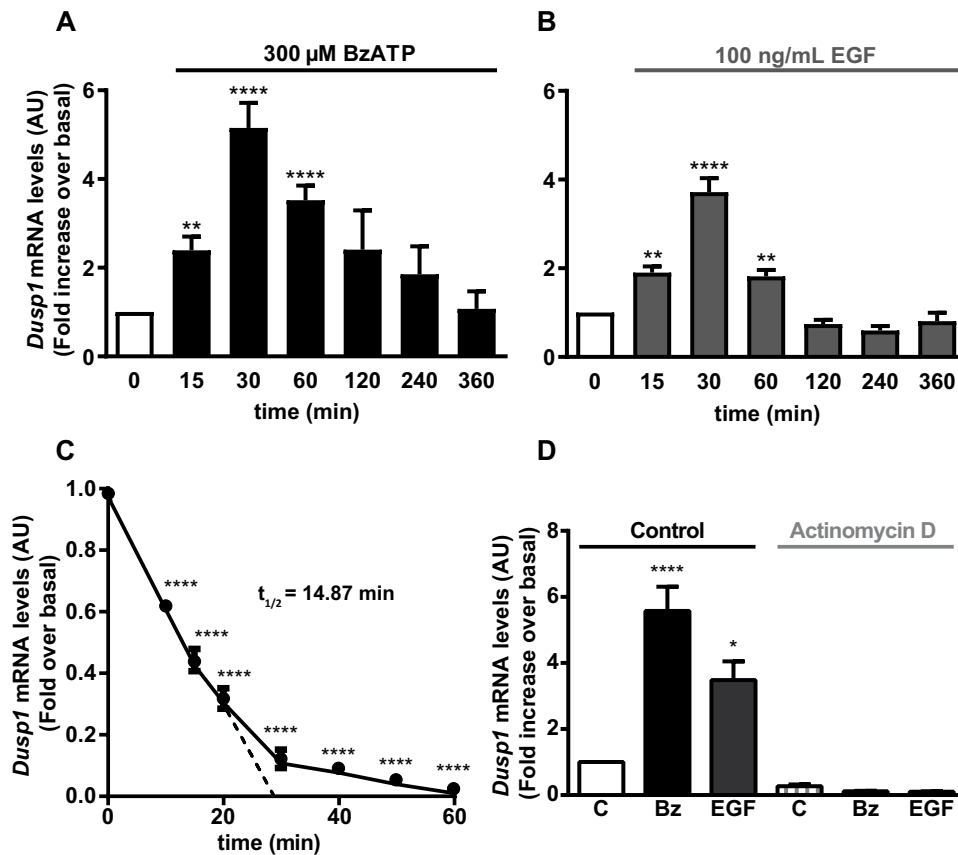 A
300 µM BzATP
Dusp1 mRNA levels (AU)
(Fold increase over basal)
6
4
2
0
**
****
****
0 15 30 60 120 240 360
time (min)
B
100 ng/mL EGF
6
4
2
0
**
****
**
0 15 30 60 120 240 360
time (min)
C
Dusp1 mRNA levels (AU)
(Fold over basal)
1.0
0.8
0.6
0.4
0.2
0.0
****
****
****
****
****
****
****
t1/2 = 14.87 min
0 20 40 60
time (min)
D
Control
Actinomycin D
Dusp1 mRNA levels (AU)
(Fold increase over basal)
8
6
4
2
0
****
*
C Bz EGF C Bz EGF